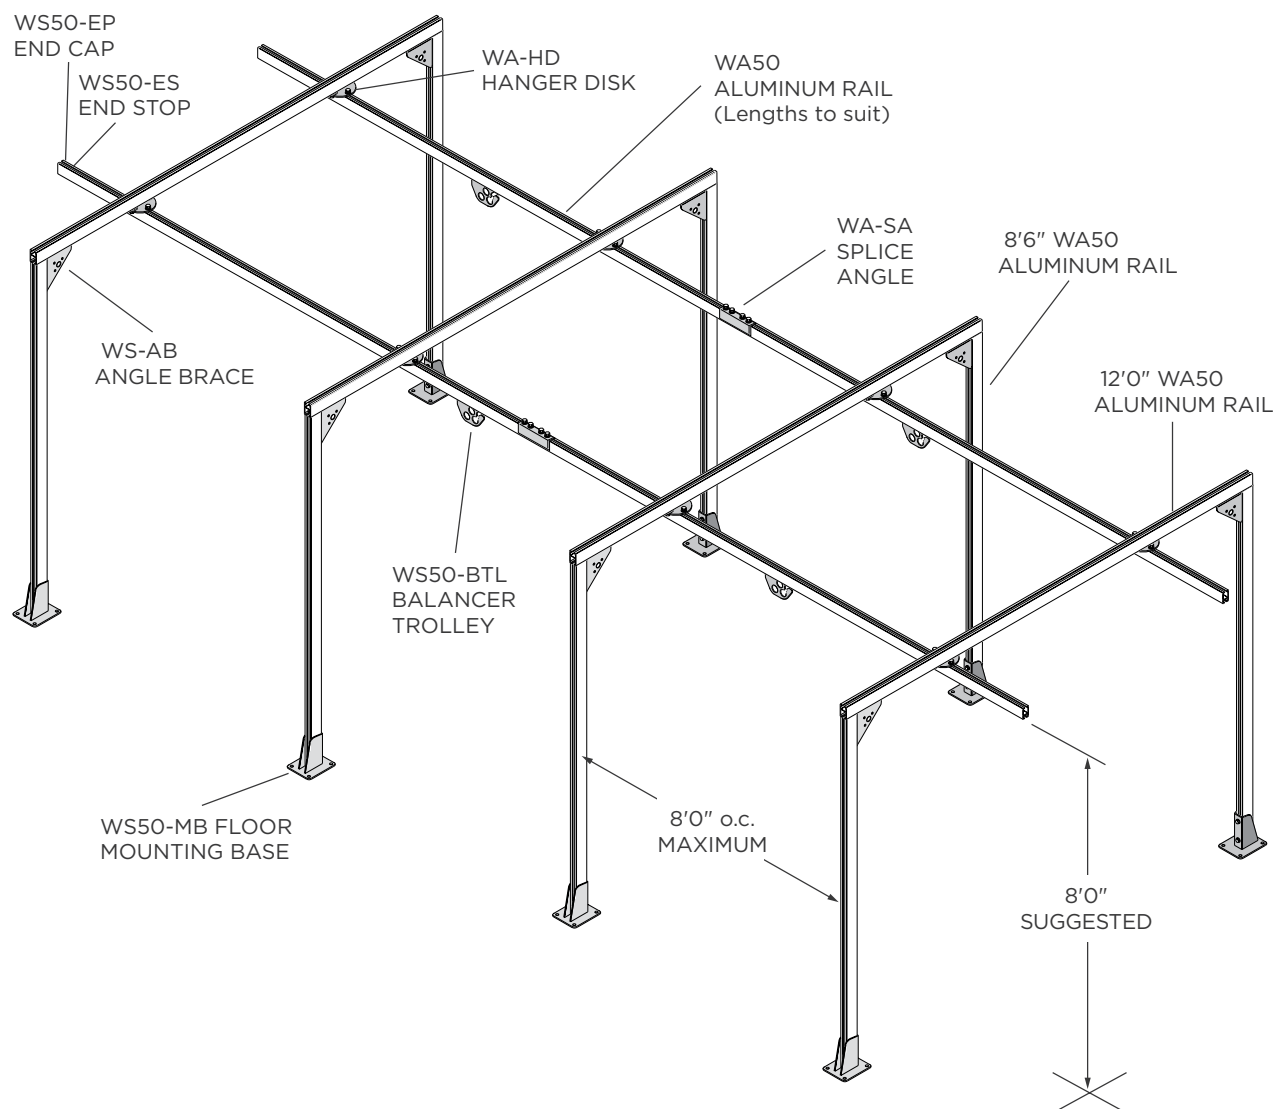 WS50-EP
END CAP
WS50-ES
END STOP
WA-HD
HANGER DISK
WA50
ALUMINUM RAIL
(Lengths to suit)
WA-SA
SPLICE
ANGLE
8'6" WA50
ALUMINUM RAIL
WS-AB
ANGLE BRACE
12'0" WA50
ALUMINUM RAIL
WS50-BTL
BALANCER
TROLLEY
WS50-MB FLOOR
MOUNTING BASE
8'0" o.c.
MAXIMUM
8'0"
SUGGESTED